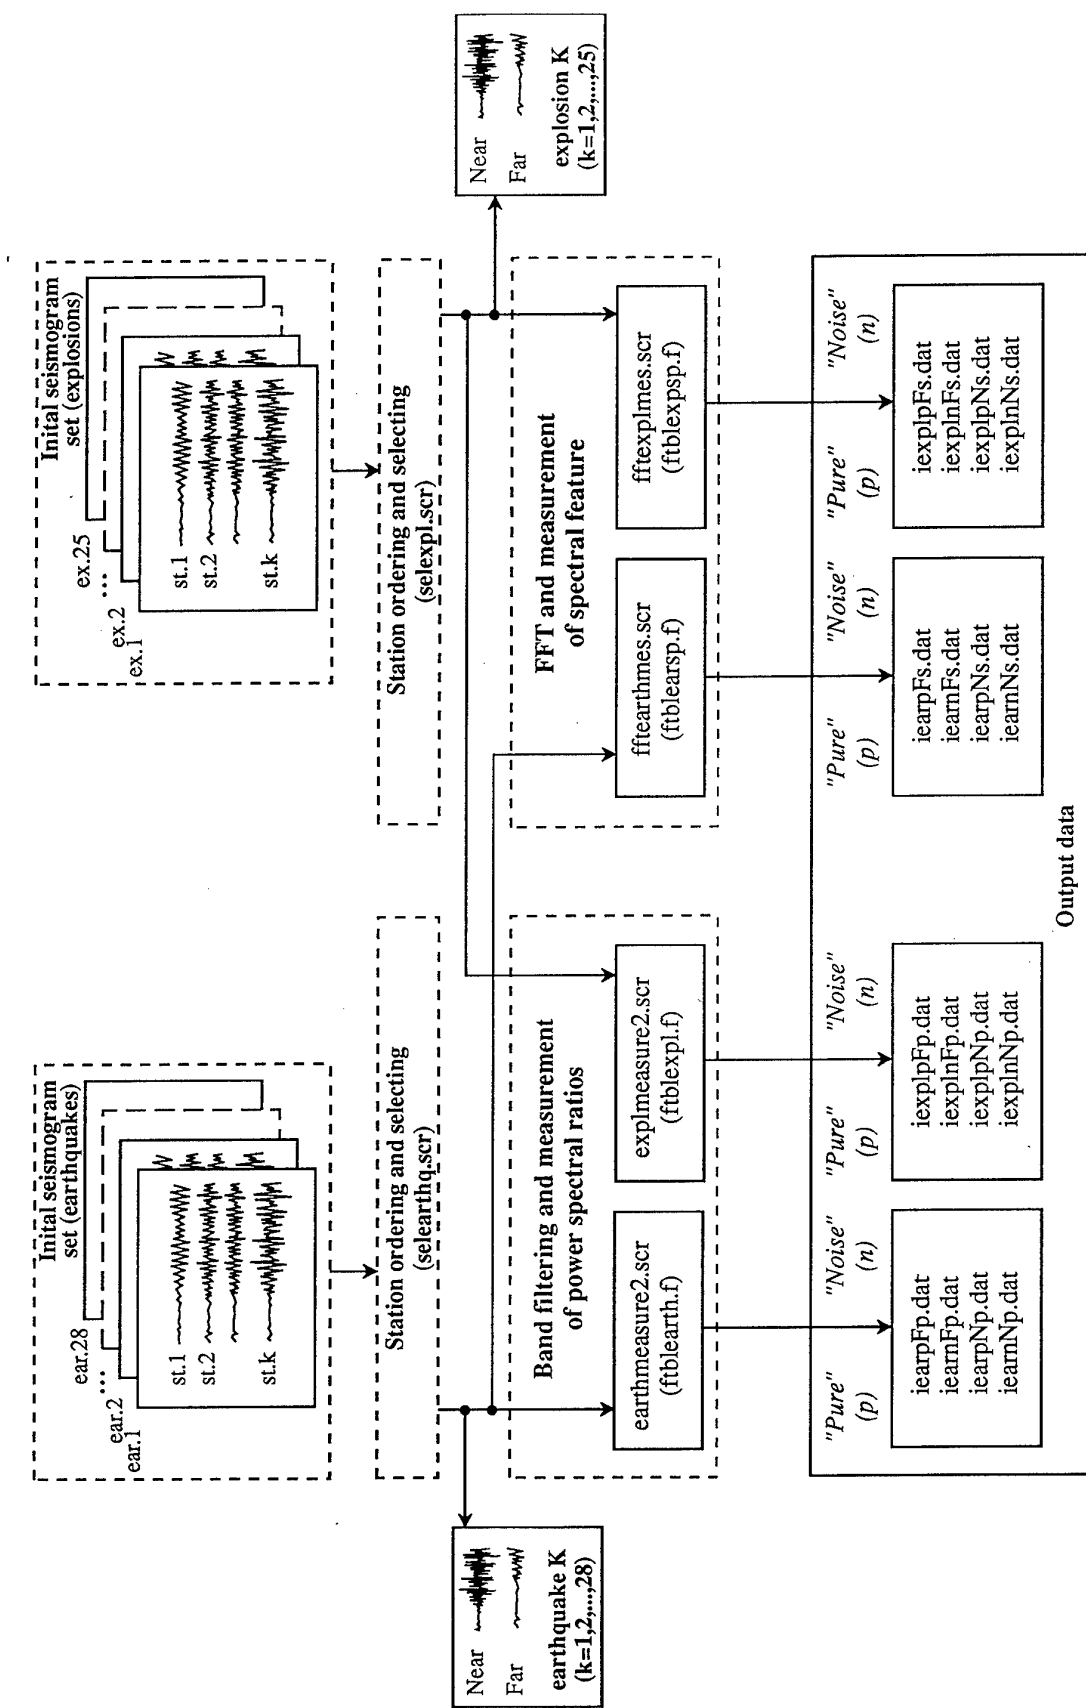 Inital seismogram
set (earthquakes)
ear.28
...
ear.2
ear.1
st.1
st.2
st.k
Inital seismogram
set (explosions)
ex.25
...
ex.2
ex.1
st.1
st.2
st.k
Station ordering and selecting
(selearthq.scr)
Station ordering and selecting
(selexpl.scr)
Near
Far
earthquake K
(k=1,2,...,28)
Near
Far
explosion K
(k=1,2,...,25)
Band filtering and measurement
of power spectral ratios
earthmeasure2.scr
(ftblearth.f)
explmeasure2.scr
(ftblexpl.f)
FFT and measurement
of spectral feature
fftearthmes.scr
(ftblearsp.f)
fftexplmes.scr
(ftblexpsp.f)
"Pure"
(p)
"Noise"
(n)
iearpFp.dat
iearnFp.dat
iearpNp.dat
iearnNp.dat
"Pure"
(p)
"Noise"
(n)
iexplpFp.dat
iexplnFp.dat
iexplpNp.dat
iexplnNp.dat
"Pure"
(p)
"Noise"
(n)
iearpFs.dat
iearnFs.dat
iearpNs.dat
iearnNs.dat
"Pure"
(p)
"Noise"
(n)
iexplpFs.dat
iexplnFs.dat
iexplpNs.dat
iexplnNs.dat
Output data